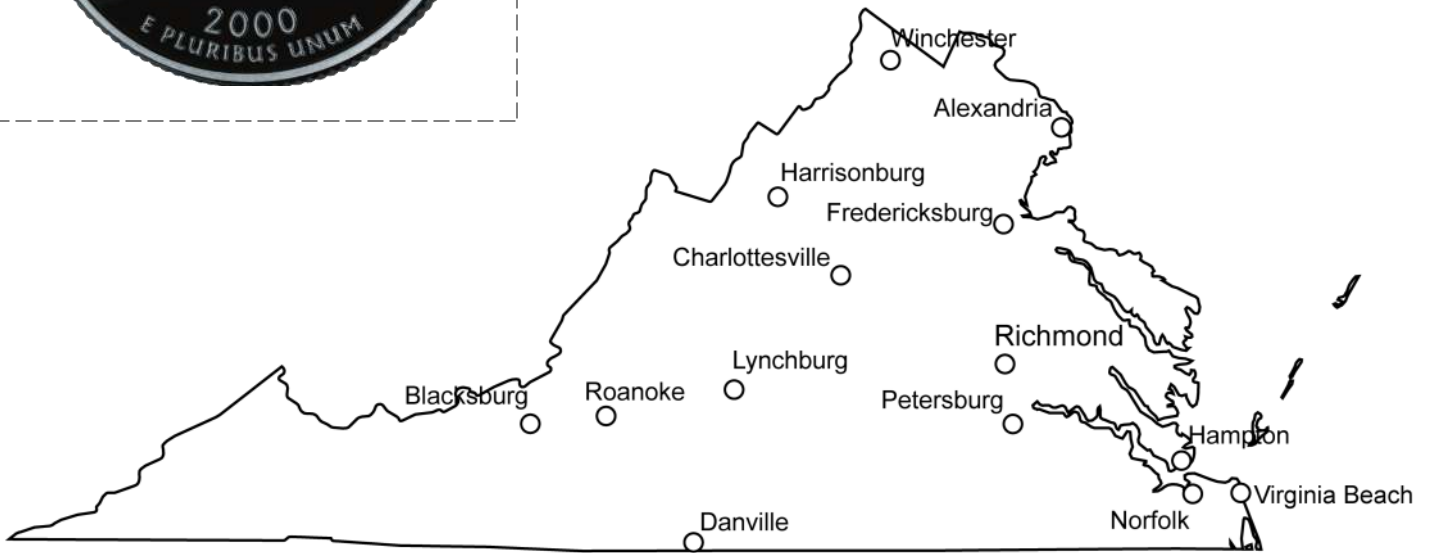 2000
E PLURIBUS UNUM
Winchester
Alexandria
Harrisonburg
Fredericksburg
Charlottesville
Richmond
Lynchburg
Blacksburg
Roanoke
Petersburg
Hampton
Virginia Beach
Norfolk
Danville